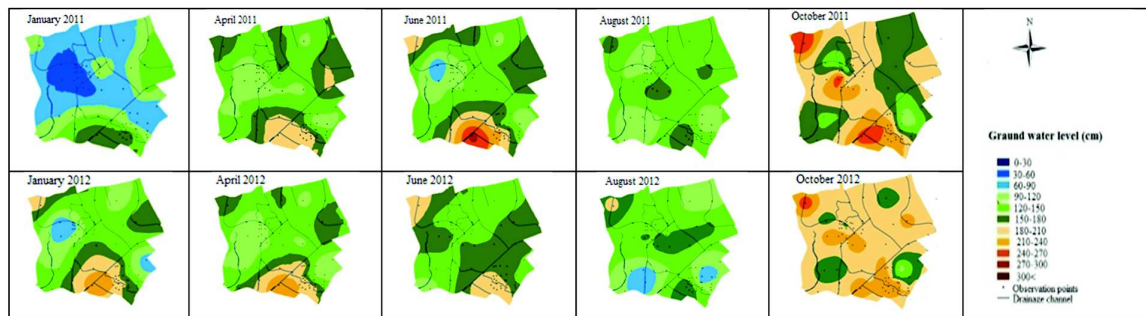 January 2011
April 2011
June 2011
August 2011
October 2011
N
Graund water level (cm)
0-30
30-60
60-90
90-120
120-150
150-180
180-210
210-240
240-270
270-300
300<
Observation points
Drainaze channel
January 2012
April 2012
June 2012
August 2012
October 2012